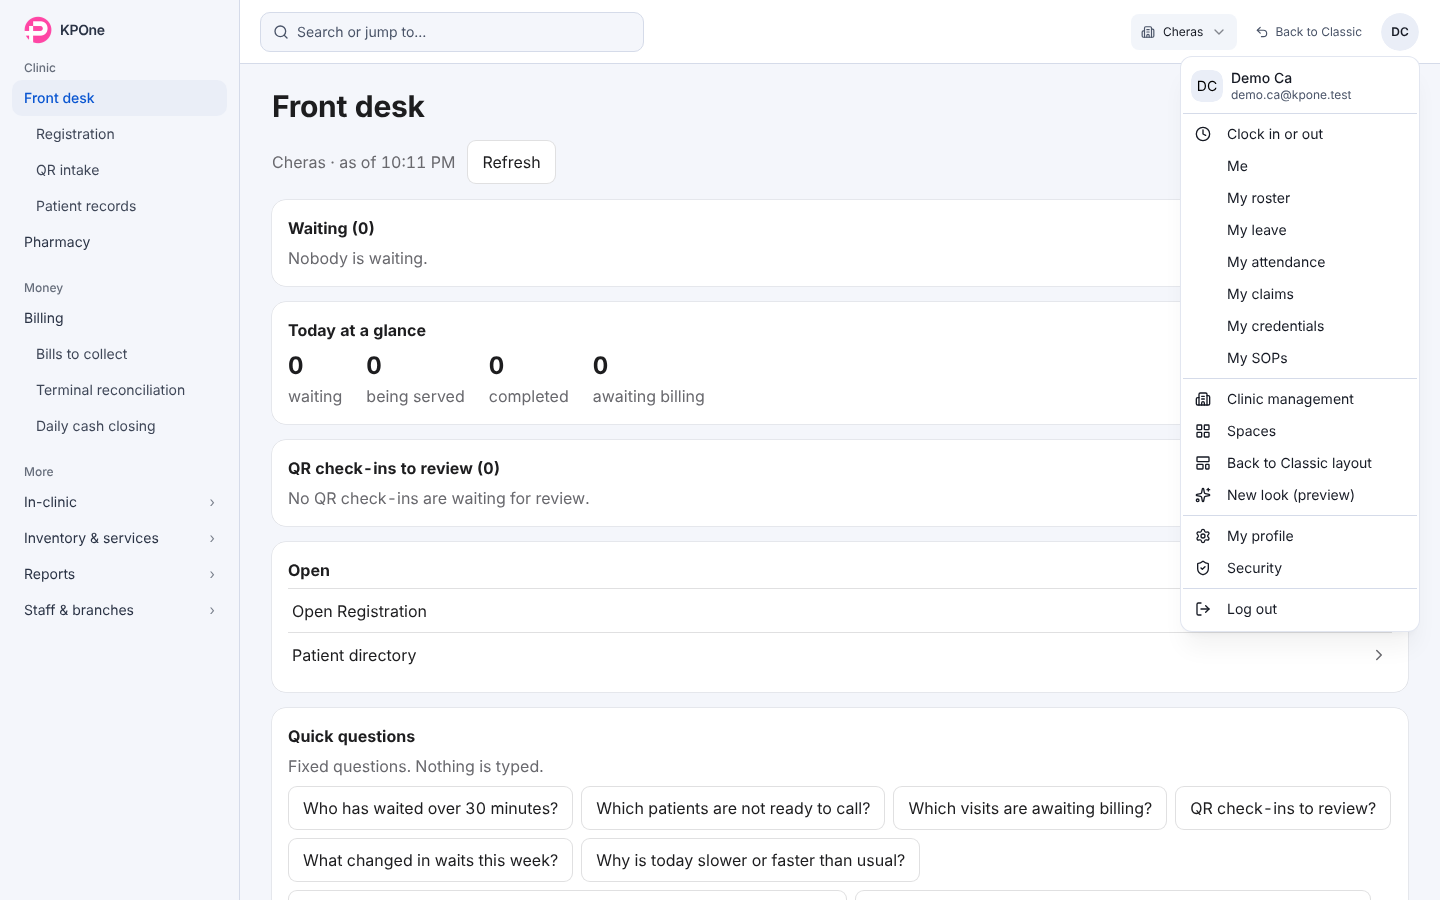 KPOne
Search or jump to...
Cheras
Back to Classic
DC
Clinic
Front desk
Registration
QR intake
Patient records
Pharmacy
Money
Billing
Bills to collect
Terminal reconciliation
Daily cash closing
More
In-clinic
Inventory & services
Reports
Staff & branches
Front desk
Cheras · as of 10:11 PM
Refresh
Waiting (0)
Nobody is waiting.
Today at a glance
0 0 0 0
waiting being served completed awaiting billing
QR check-ins to review (0)
No QR check-ins are waiting for review.
Open
Open Registration
Patient directory
Quick questions
Fixed questions. Nothing is typed.
Who has waited over 30 minutes? Which patients are not ready to call? Which visits are awaiting billing? QR check-ins to review?
What changed in waits this week? Why is today slower or faster than usual?
DC
Demo Ca
demo.ca@kpone.test
Clock in or out
Me
My roster
My leave
My attendance
My claims
My credentials
My SOPs
Clinic management
Spaces
Back to Classic layout
New look (preview)
My profile
Security
Log out